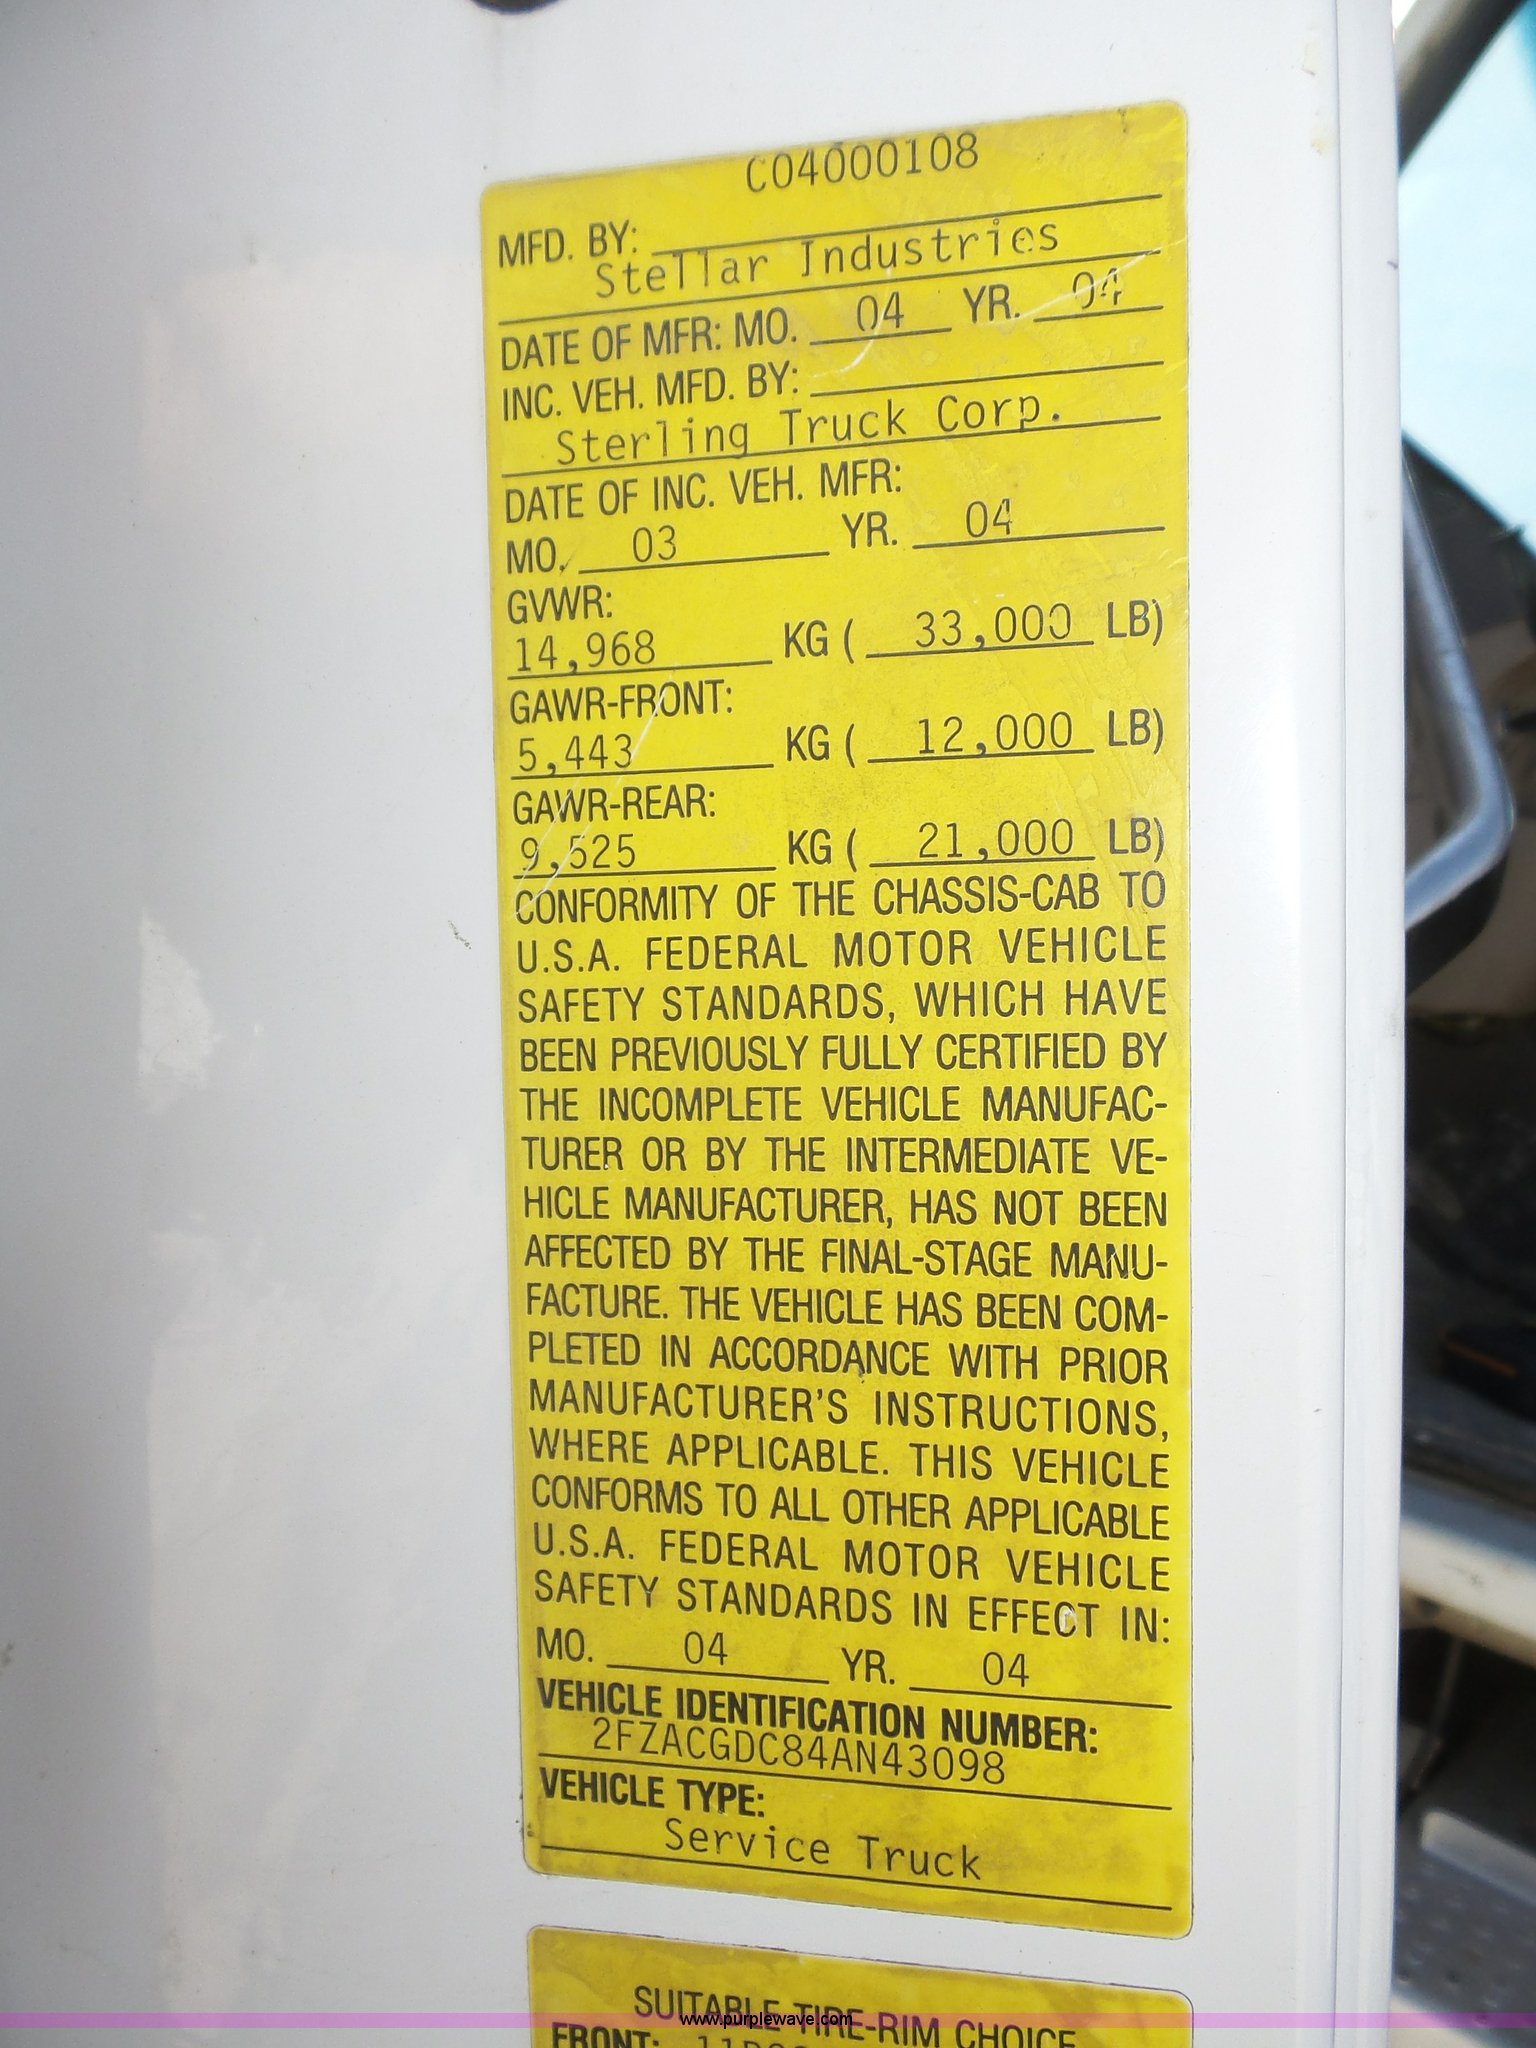 C04000108
MFD. BY:
Stellar Industries
DATE OF MFR: MO. 04 YR. 04
INC. VEH. MFD. BY:
Sterling Truck Corp.
DATE OF INC. VEH. MFR:
MO. 03 YR. 04
GVWR:
14,968 KG ( 33,000 LB)
GAWR-FRONT:
5,443 KG ( 12,000 LB)
GAWR-REAR:
9,525 KG ( 21,000 LB)
CONFORMITY OF THE CHASSIS-CAB TO
U.S.A. FEDERAL MOTOR VEHICLE
SAFETY STANDARDS, WHICH HAVE
BEEN PREVIOUSLY FULLY CERTIFIED BY
THE INCOMPLETE VEHICLE MANUFAC-
TURER OR BY THE INTERMEDIATE VE-
HICLE MANUFACTURER, HAS NOT BEEN
AFFECTED BY THE FINAL-STAGE MANU-
FACTURE. THE VEHICLE HAS BEEN COM-
PLETED IN ACCORDANCE WITH PRIOR
MANUFACTURER'S INSTRUCTIONS,
WHERE APPLICABLE. THIS VEHICLE
CONFORMS TO ALL OTHER APPLICABLE
U.S.A. FEDERAL MOTOR VEHICLE
SAFETY STANDARDS IN EFFECT IN:
MO. 04 YR. 04
VEHICLE IDENTIFICATION NUMBER:
2FZACGDC84AN43098
VEHICLE TYPE:
Service Truck
SUITABLE TIRE-RIM CHOICE
www.purplewave.com
FRONT: